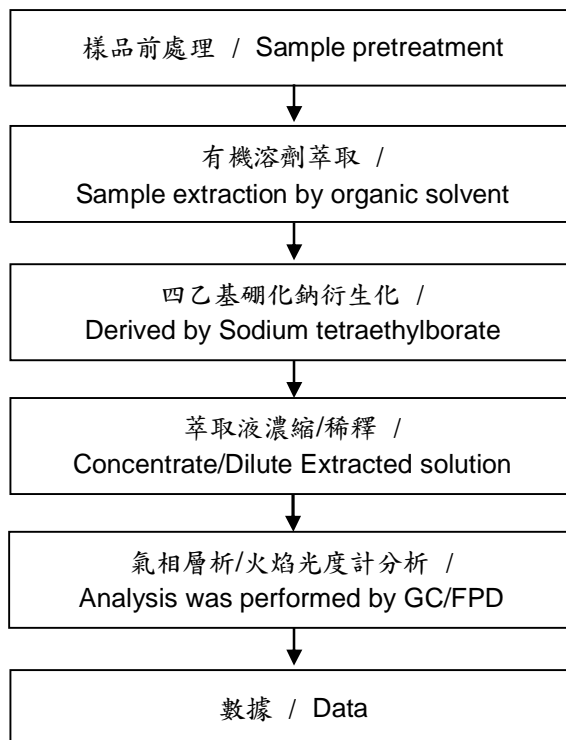 樣品前處理 / Sample pretreatment
有機溶劑萃取 /
Sample extraction by organic solvent
四乙基硼化鈉衍生化 /
Derived by Sodium tetraethylborate
萃取液濃縮/稀釋 /
Concentrate/Dilute Extracted solution
氣相層析/火焰光度計分析 /
Analysis was performed by GC/FPD
數據 / Data